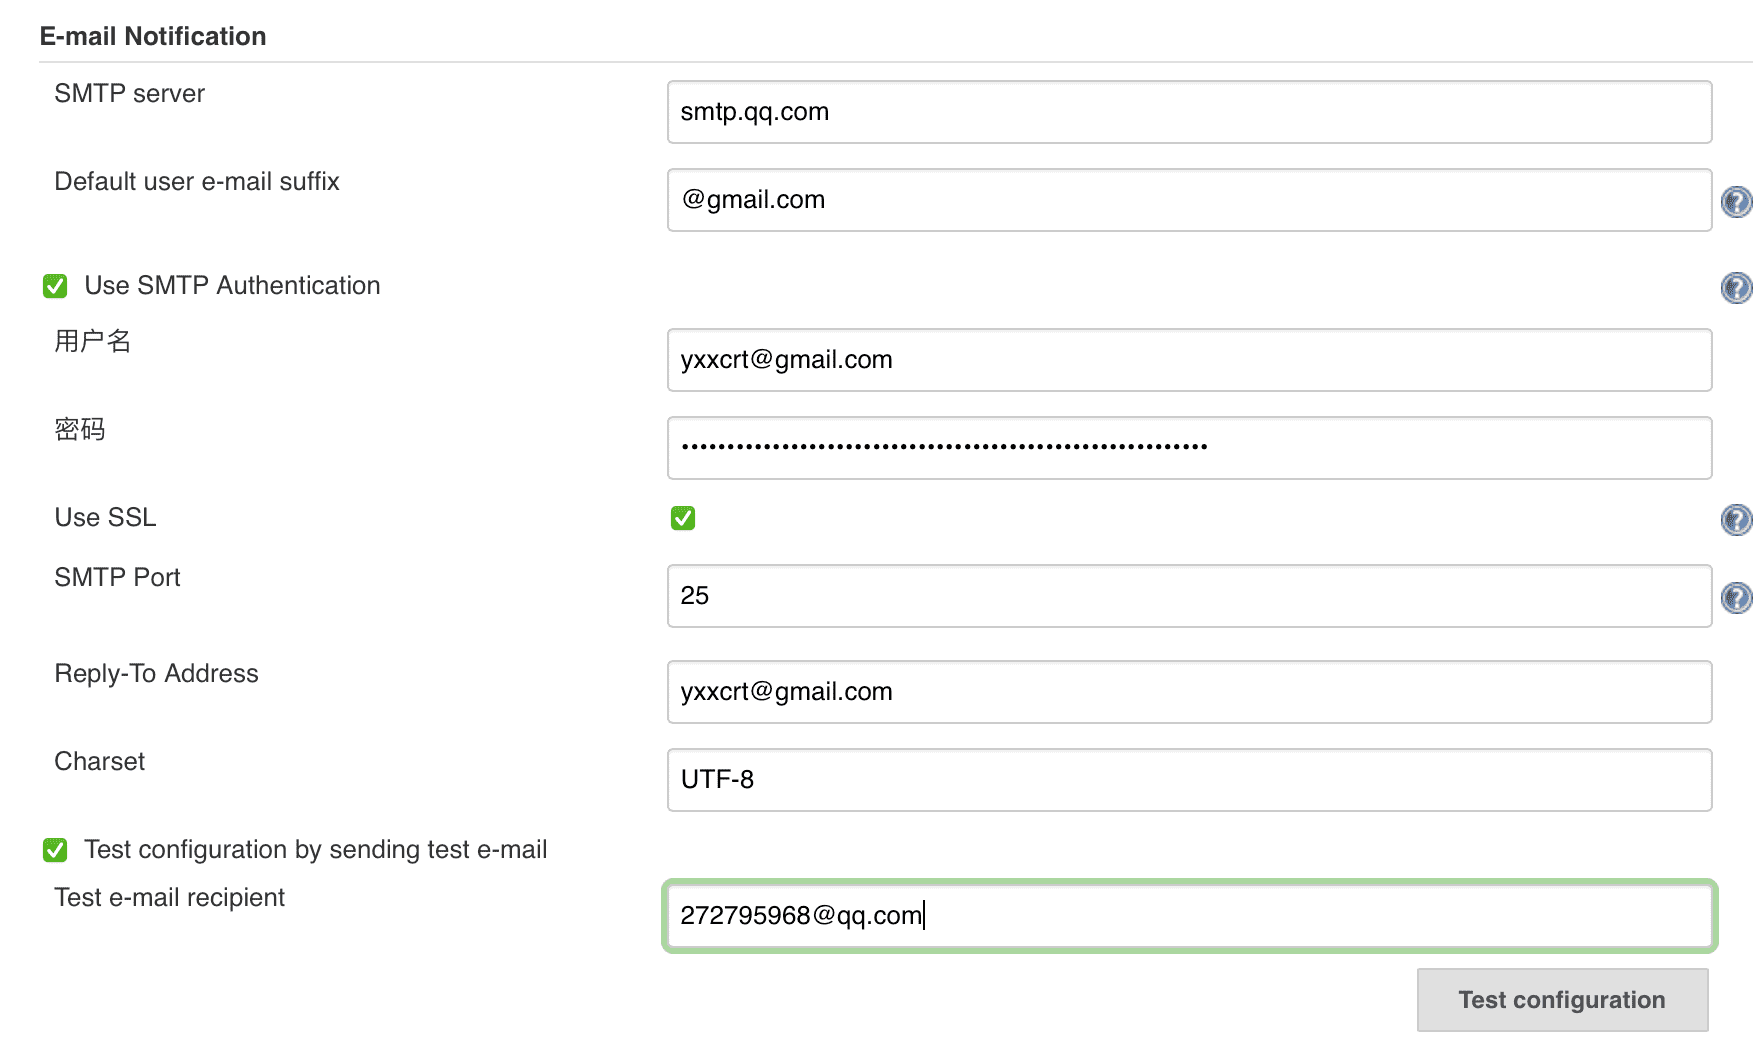 E-mail Notification
SMTP server
smtp.qq.com
Default user e-mail suffix
@gmail.com
Use SMTP Authentication
用户名
yxxcrt@gmail.com
密码
••••••••••••••••••••••••••••••••••••••••••••••••••••••••••
Use SSL
SMTP Port
25
Reply-To Address
yxxcrt@gmail.com
Charset
UTF-8
Test configuration by sending test e-mail
Test e-mail recipient
272795968@qq.com
Test configuration